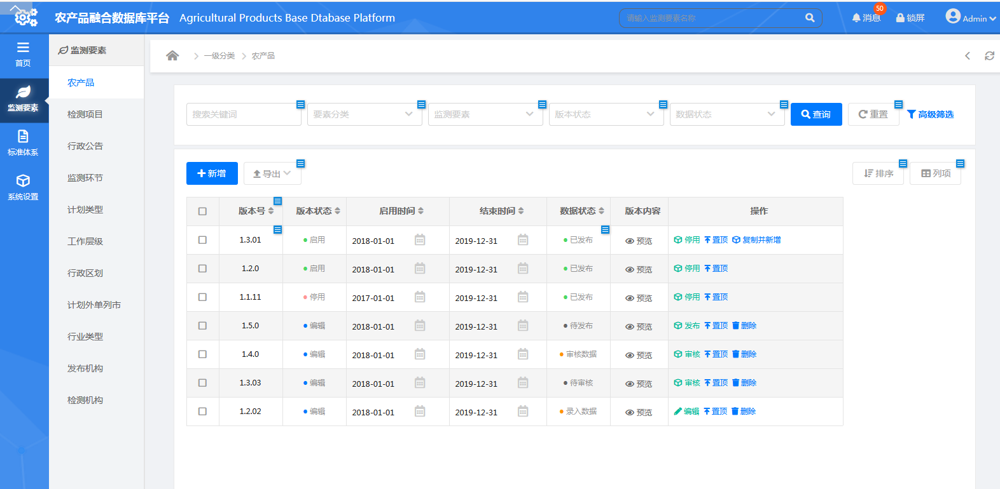 农产品融合数据库平台 Agricultural Products Base Dtabase Platform 请输入监测要素名称 消息 50 锁屏 Admin
首页
监测要素
标准体系
系统设置
监测要素
农产品
检测项目
行政公告
监测环节
计划类型
工作层级
行政区划
计划外单列市
行业类型
发布机构
检测机构
一级分类 农产品
搜索关键词 要素分类 监测要素 版本状态 数据状态 查询 重置 高级筛选
新增 导出 排序 列项
版本号 版本状态 启用时间 结束时间 数据状态 版本内容 操作
1.3.01 启用 2018-01-01 2019-12-31 已发布 预览 停用 置顶 复制并新增
1.2.0 启用 2018-01-01 2019-12-31 已发布 预览 停用 置顶
1.1.11 停用 2017-01-01 2019-12-31 已发布 预览 停用 置顶
1.5.0 编辑 2018-01-01 2019-12-31 待发布 预览 发布 置顶 删除
1.4.0 编辑 2018-01-01 2019-12-31 审核数据 预览 审核 置顶 删除
1.3.03 编辑 2018-01-01 2019-12-31 待审核 预览 审核 置顶 删除
1.2.02 编辑 2018-01-01 2019-12-31 录入数据 预览 编辑 置顶 删除